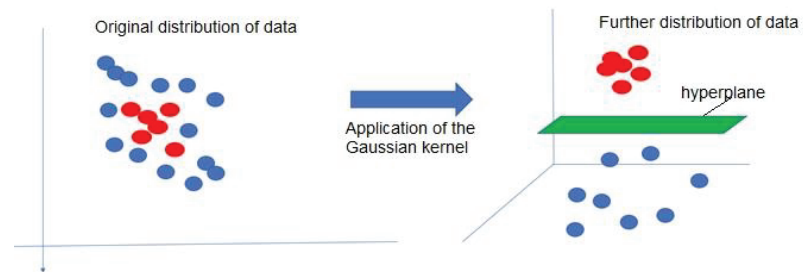 Original distribution of data
Further distribution of data
hyperplane
Application of the
Gaussian kernel